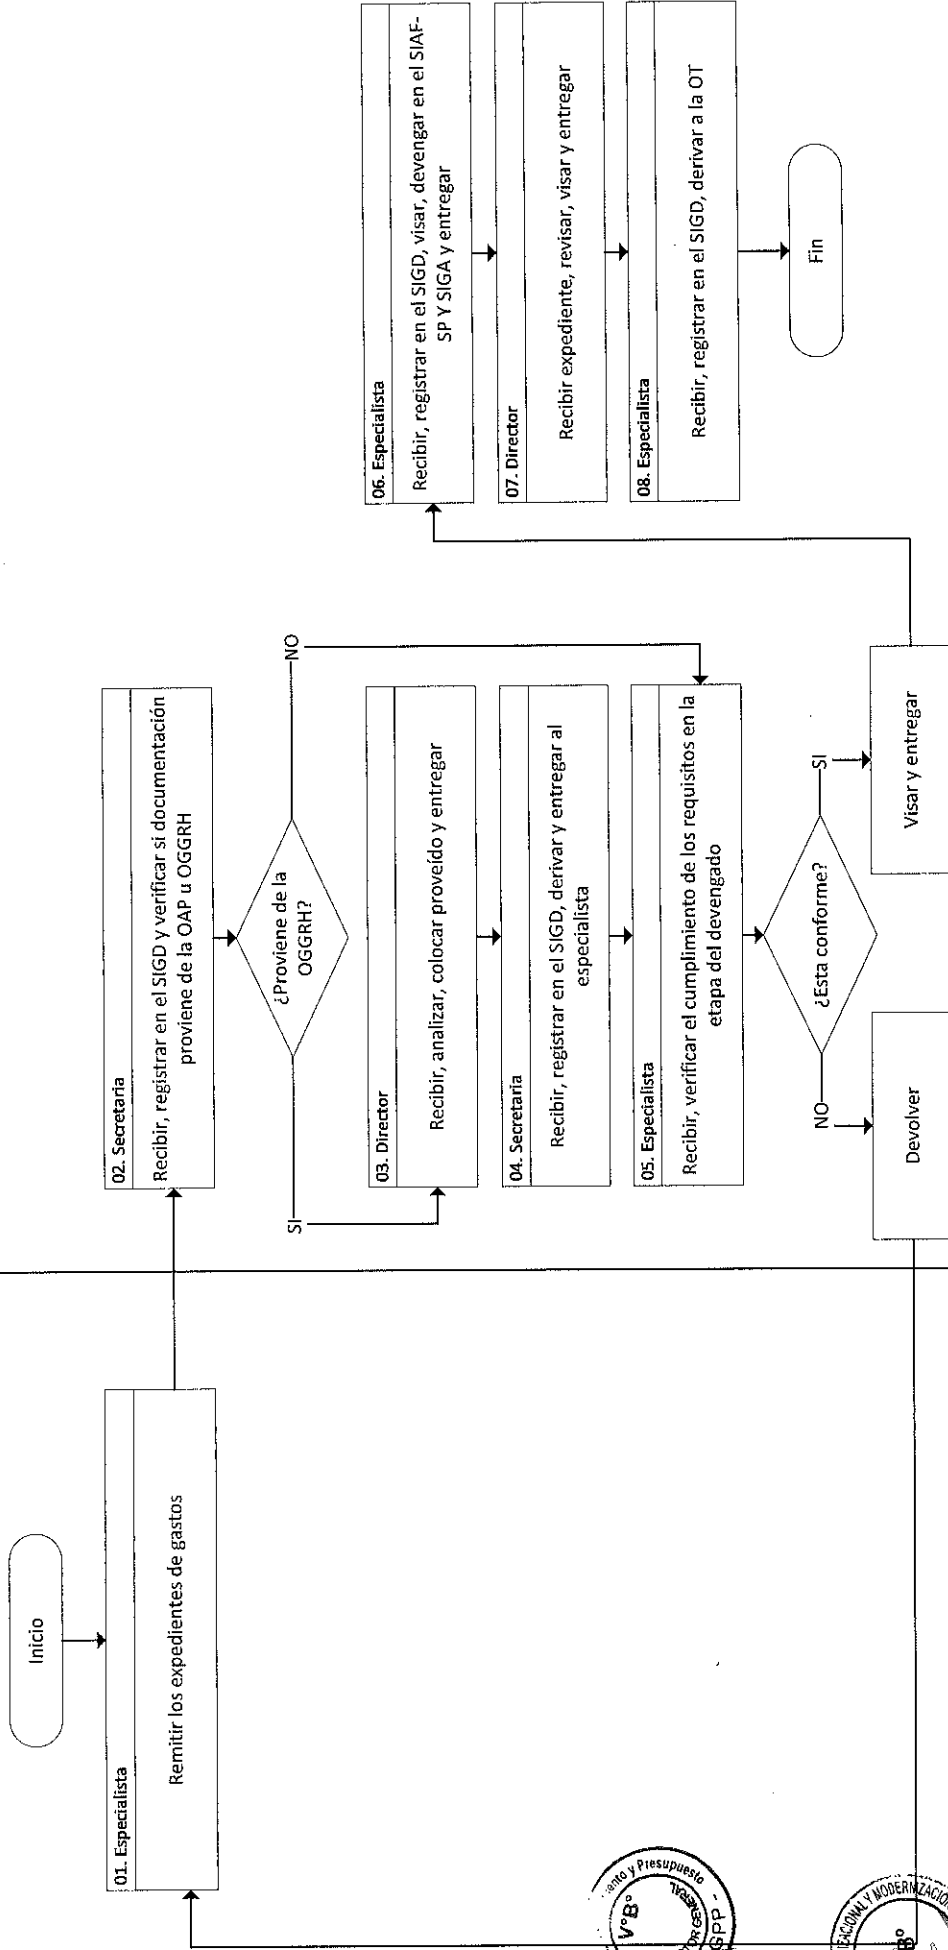 Inicio
01. Especialista
Remitir los expedientes de gastos
02. Secretaria
Recibir, registrar en el SIGD y verificar si documentación
proviene de la OAP u OGGRH
¿Proviene de la
OGGRH?
SI
NO
03. Director
Recibir, analizar, colocar proveído y entregar
04. Secretaria
Recibir, registrar en el SIGD, derivar y entregar al
especialista
05. Especialista
Recibir, verificar el cumplimiento de los requisitos en la
etapa del devengado
¿Esta conforme?
NO
SI
Devolver
Visar y entregar
06. Especialista
Recibir, registrar en el SIGD, visar, devengar en el SIAF-
SP Y SIGA y entregar
07. Director
Recibir expediente, revisar, visar y entregar
08. Especialista
Recibir, registrar en el SIGD, derivar a la OT
Fin
y Presupuesto
V°B°
GENERAL